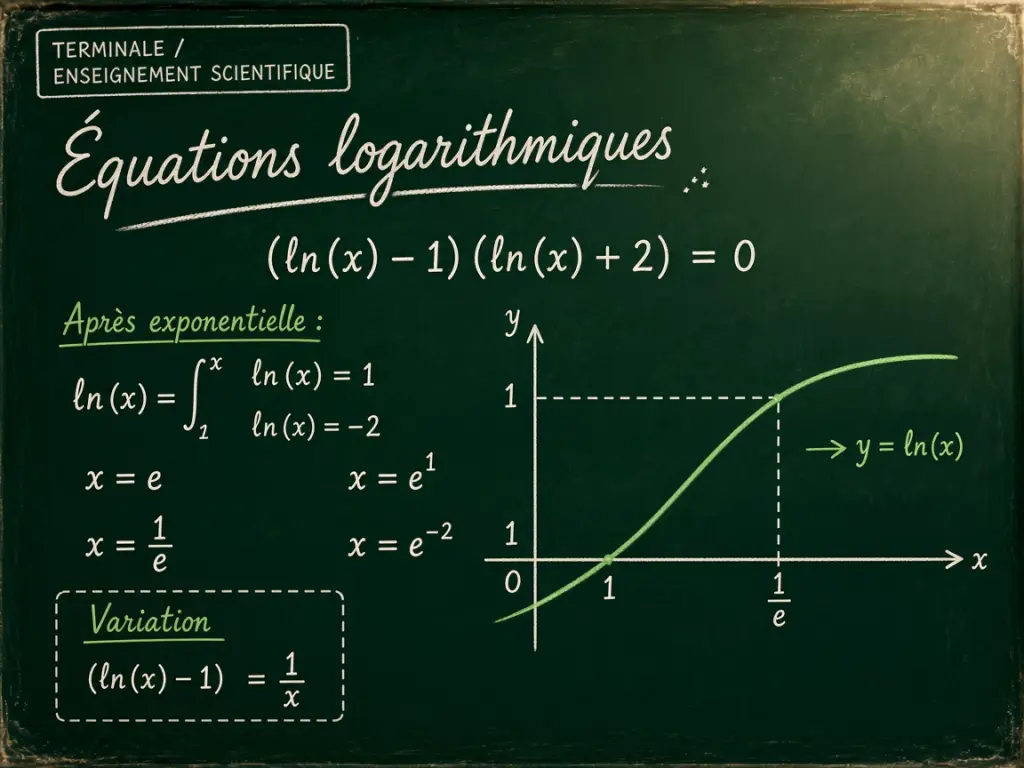 TERMINALE /
ENSEIGNEMENT SCIENTIFIQUE
Équations logarithmiques
(ln(x) − 1) (ln(x) + 2) = 0
Après exponentielle :
ln(x) = ∫₁ˣ
ln(x) = 1
ln(x) = −2
x = e
x = e¹
x = 1/e
x = e⁻²
Variation
(ln(x) − 1) = 1/x
y
1
→ y = ln(x)
1
x
0
1
1/e